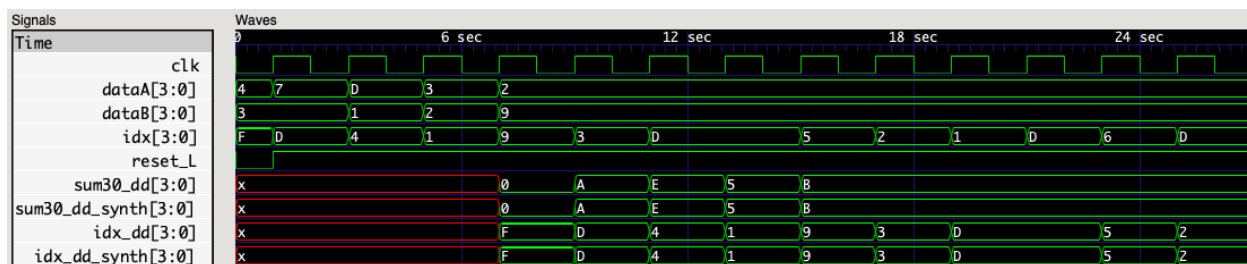 Signals Waves
Time 0 6 sec 12 sec 18 sec 24 sec
clk
dataA[3:0] 4 7 D 3 2
dataB[3:0] 3 1 2 9
idx[3:0] F D 4 1 9 3 D 5 2 1 D 6 D
reset_L
sum30_dd[3:0] x 0 A E 5 B
sum30_dd_synth[3:0] x 0 A E 5 B
idx_dd[3:0] x F D 4 1 9 3 D 5 2
idx_dd_synth[3:0] x F D 4 1 9 3 D 5 2